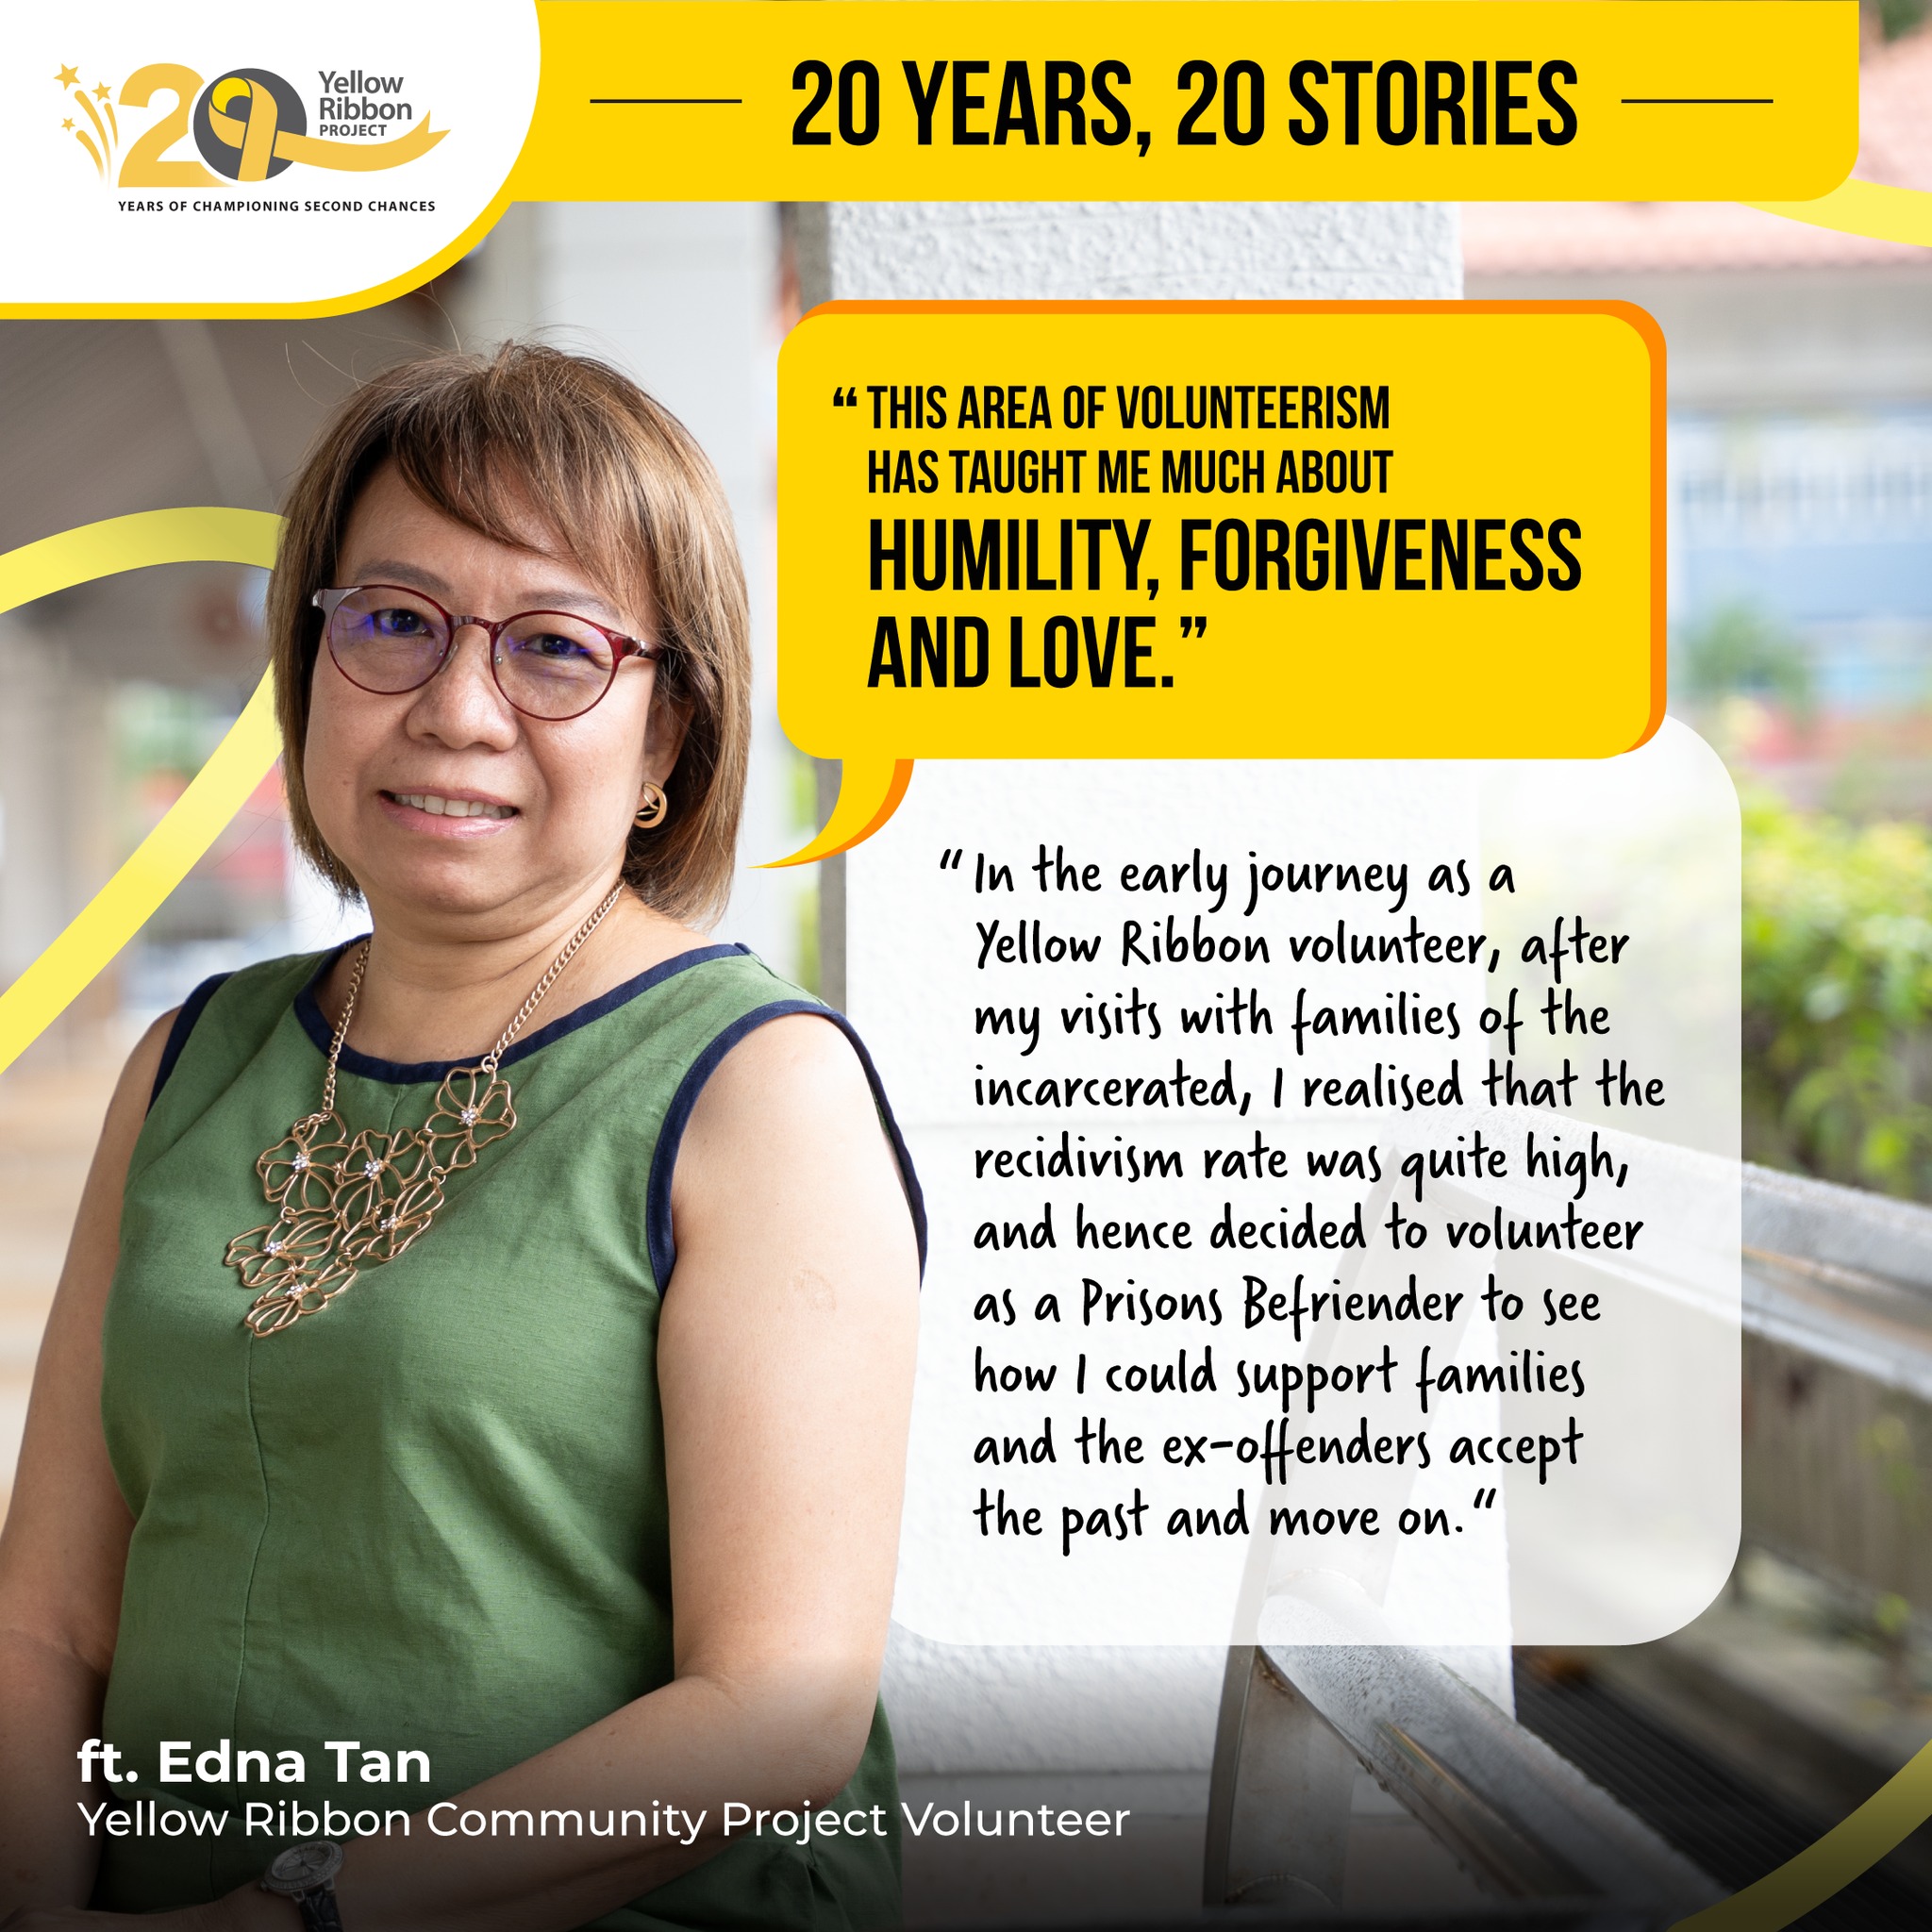 20
Yellow
Ribbon
PROJECT
YEARS OF CHAMPIONING SECOND CHANCES
20 YEARS, 20 STORIES
“ THIS AREA OF VOLUNTEERISM
HAS TAUGHT ME MUCH ABOUT
HUMILITY, FORGIVENESS
AND LOVE.”
“ In the early journey as a
Yellow Ribbon volunteer, after
my visits with families of the
incarcerated, I realised that the
recidivism rate was quite high,
and hence decided to volunteer
as a Prisons Befriender to see
how I could support families
and the ex-offenders accept
the past and move on.“
ft. Edna Tan
Yellow Ribbon Community Project Volunteer